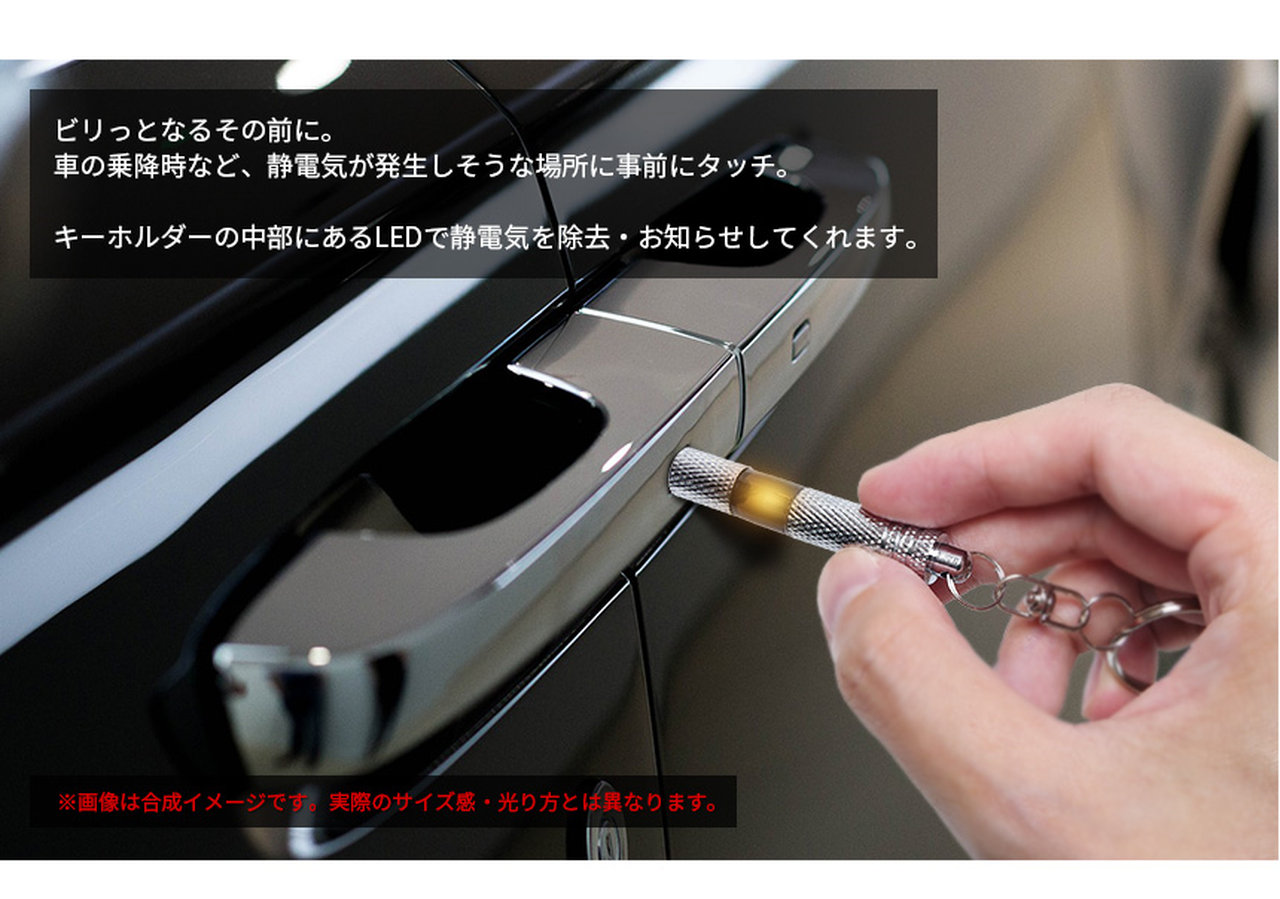 ビリっとなるその前に。
車の乗降時など、静電気が発生しそうな場所に事前にタッチ。
キーホルダーの中部にあるLEDで静電気を除去・お知らせしてくれます。
※画像は合成イメージです。実際のサイズ感・光り方とは異なります。